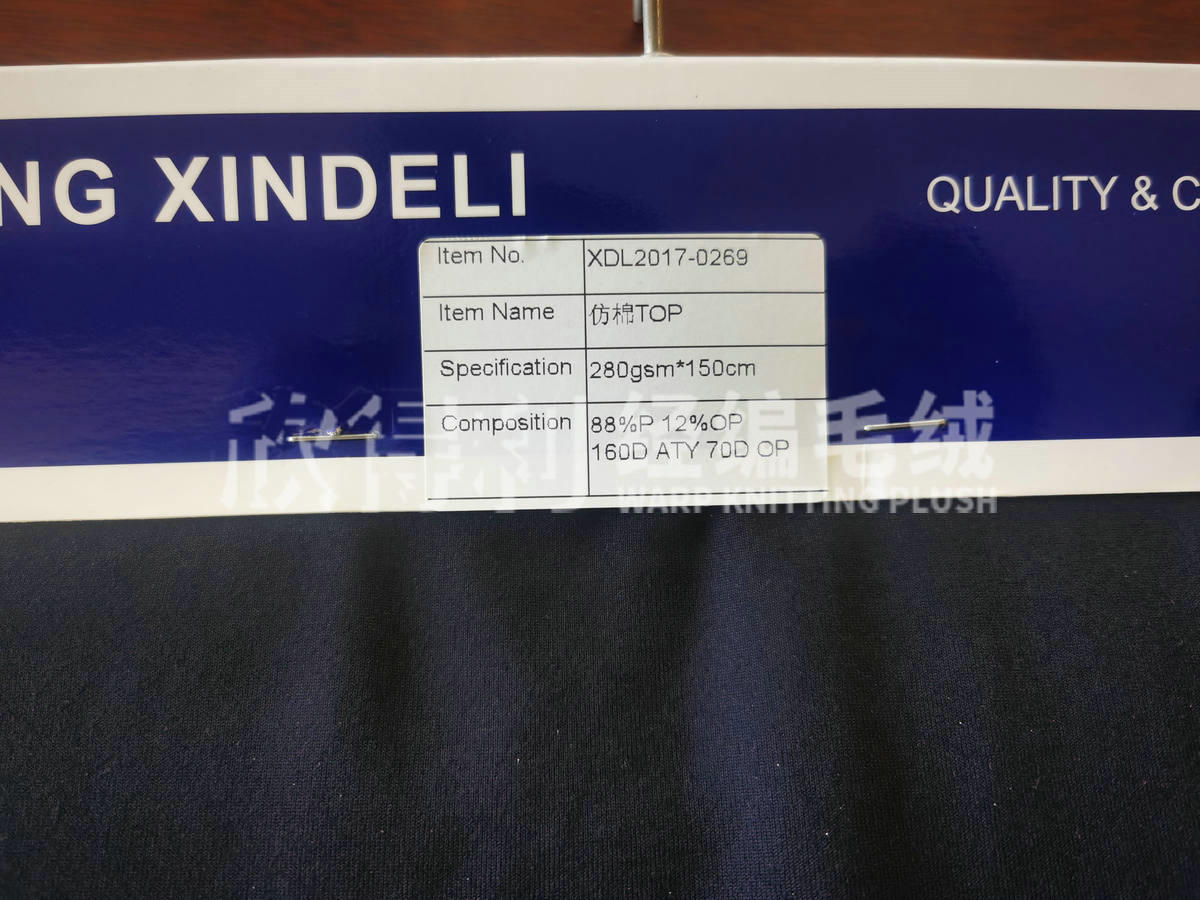 NG XINDELI
QUALITY & C
Item No. XDL2017-0269
Item Name 仿棉TOP
Specification 280gsm*150cm
Composition 88%P 12%OP
160D ATY 70D OP
欣得利 经编毛绒
WARP KNITTING PLUSH